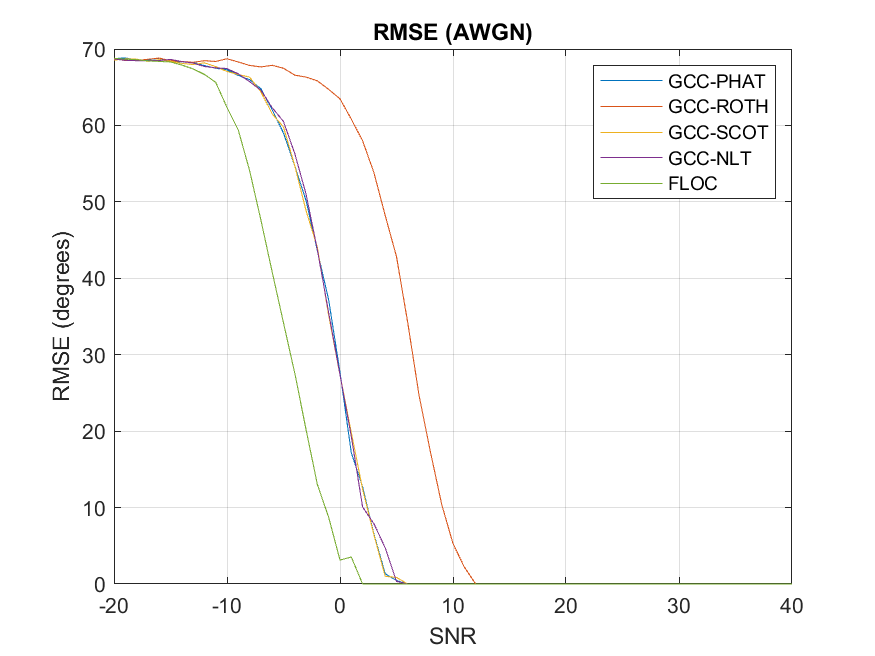 RMSE (AWGN)
70
60
50
40
30
20
10
0
RMSE (degrees)
GCC-PHAT
GCC-ROTH
GCC-SCOT
GCC-NLT
FLOC
-20
-10
0
10
20
30
40
SNR